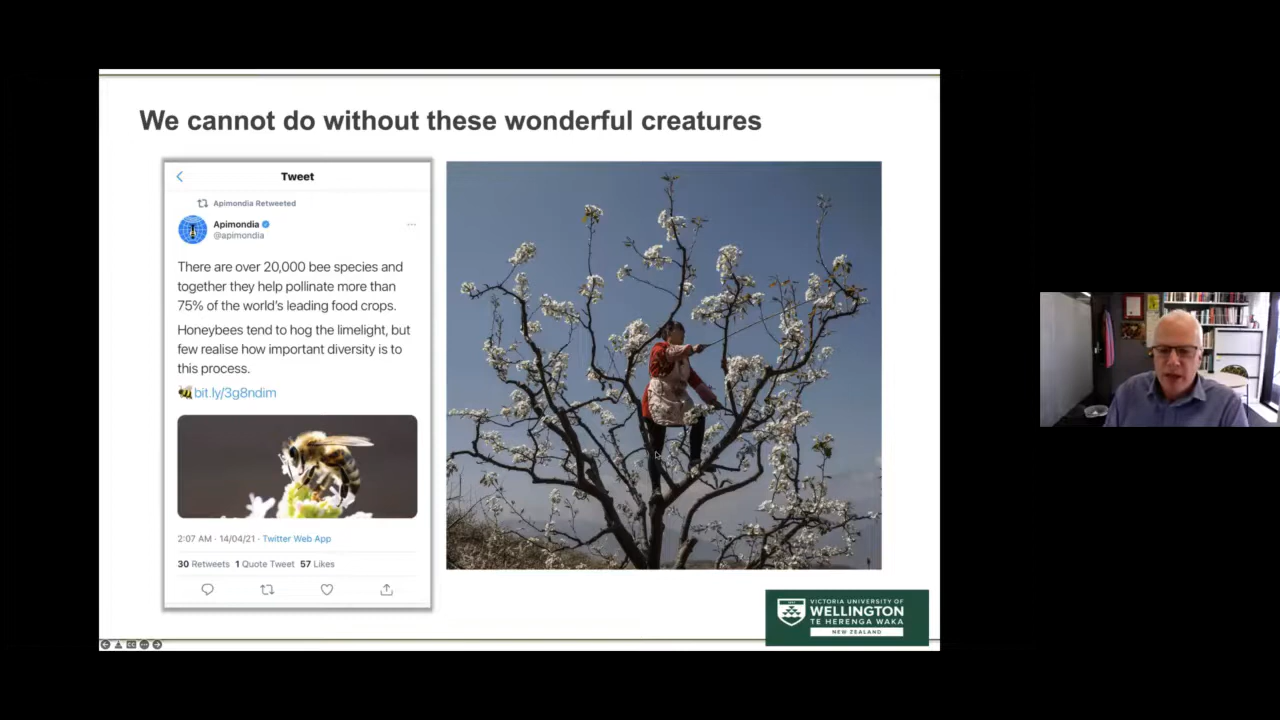 We cannot do without these wonderful creatures
Tweet
Apimondia Retweeted
Apimondia
@apimondia
There are over 20,000 bee species and
together they help pollinate more than
75% of the world's leading food crops.
Honeybees tend to hog the limelight, but
few realise how important diversity is to
this process.
bit.ly/3g8ndim
2:07 AM · 14/04/21 · Twitter Web App
30 Retweets 1 Quote Tweet 57 Likes
VICTORIA UNIVERSITY OF
WELLINGTON
TE HERENGA WAKA
NEW ZEALAND